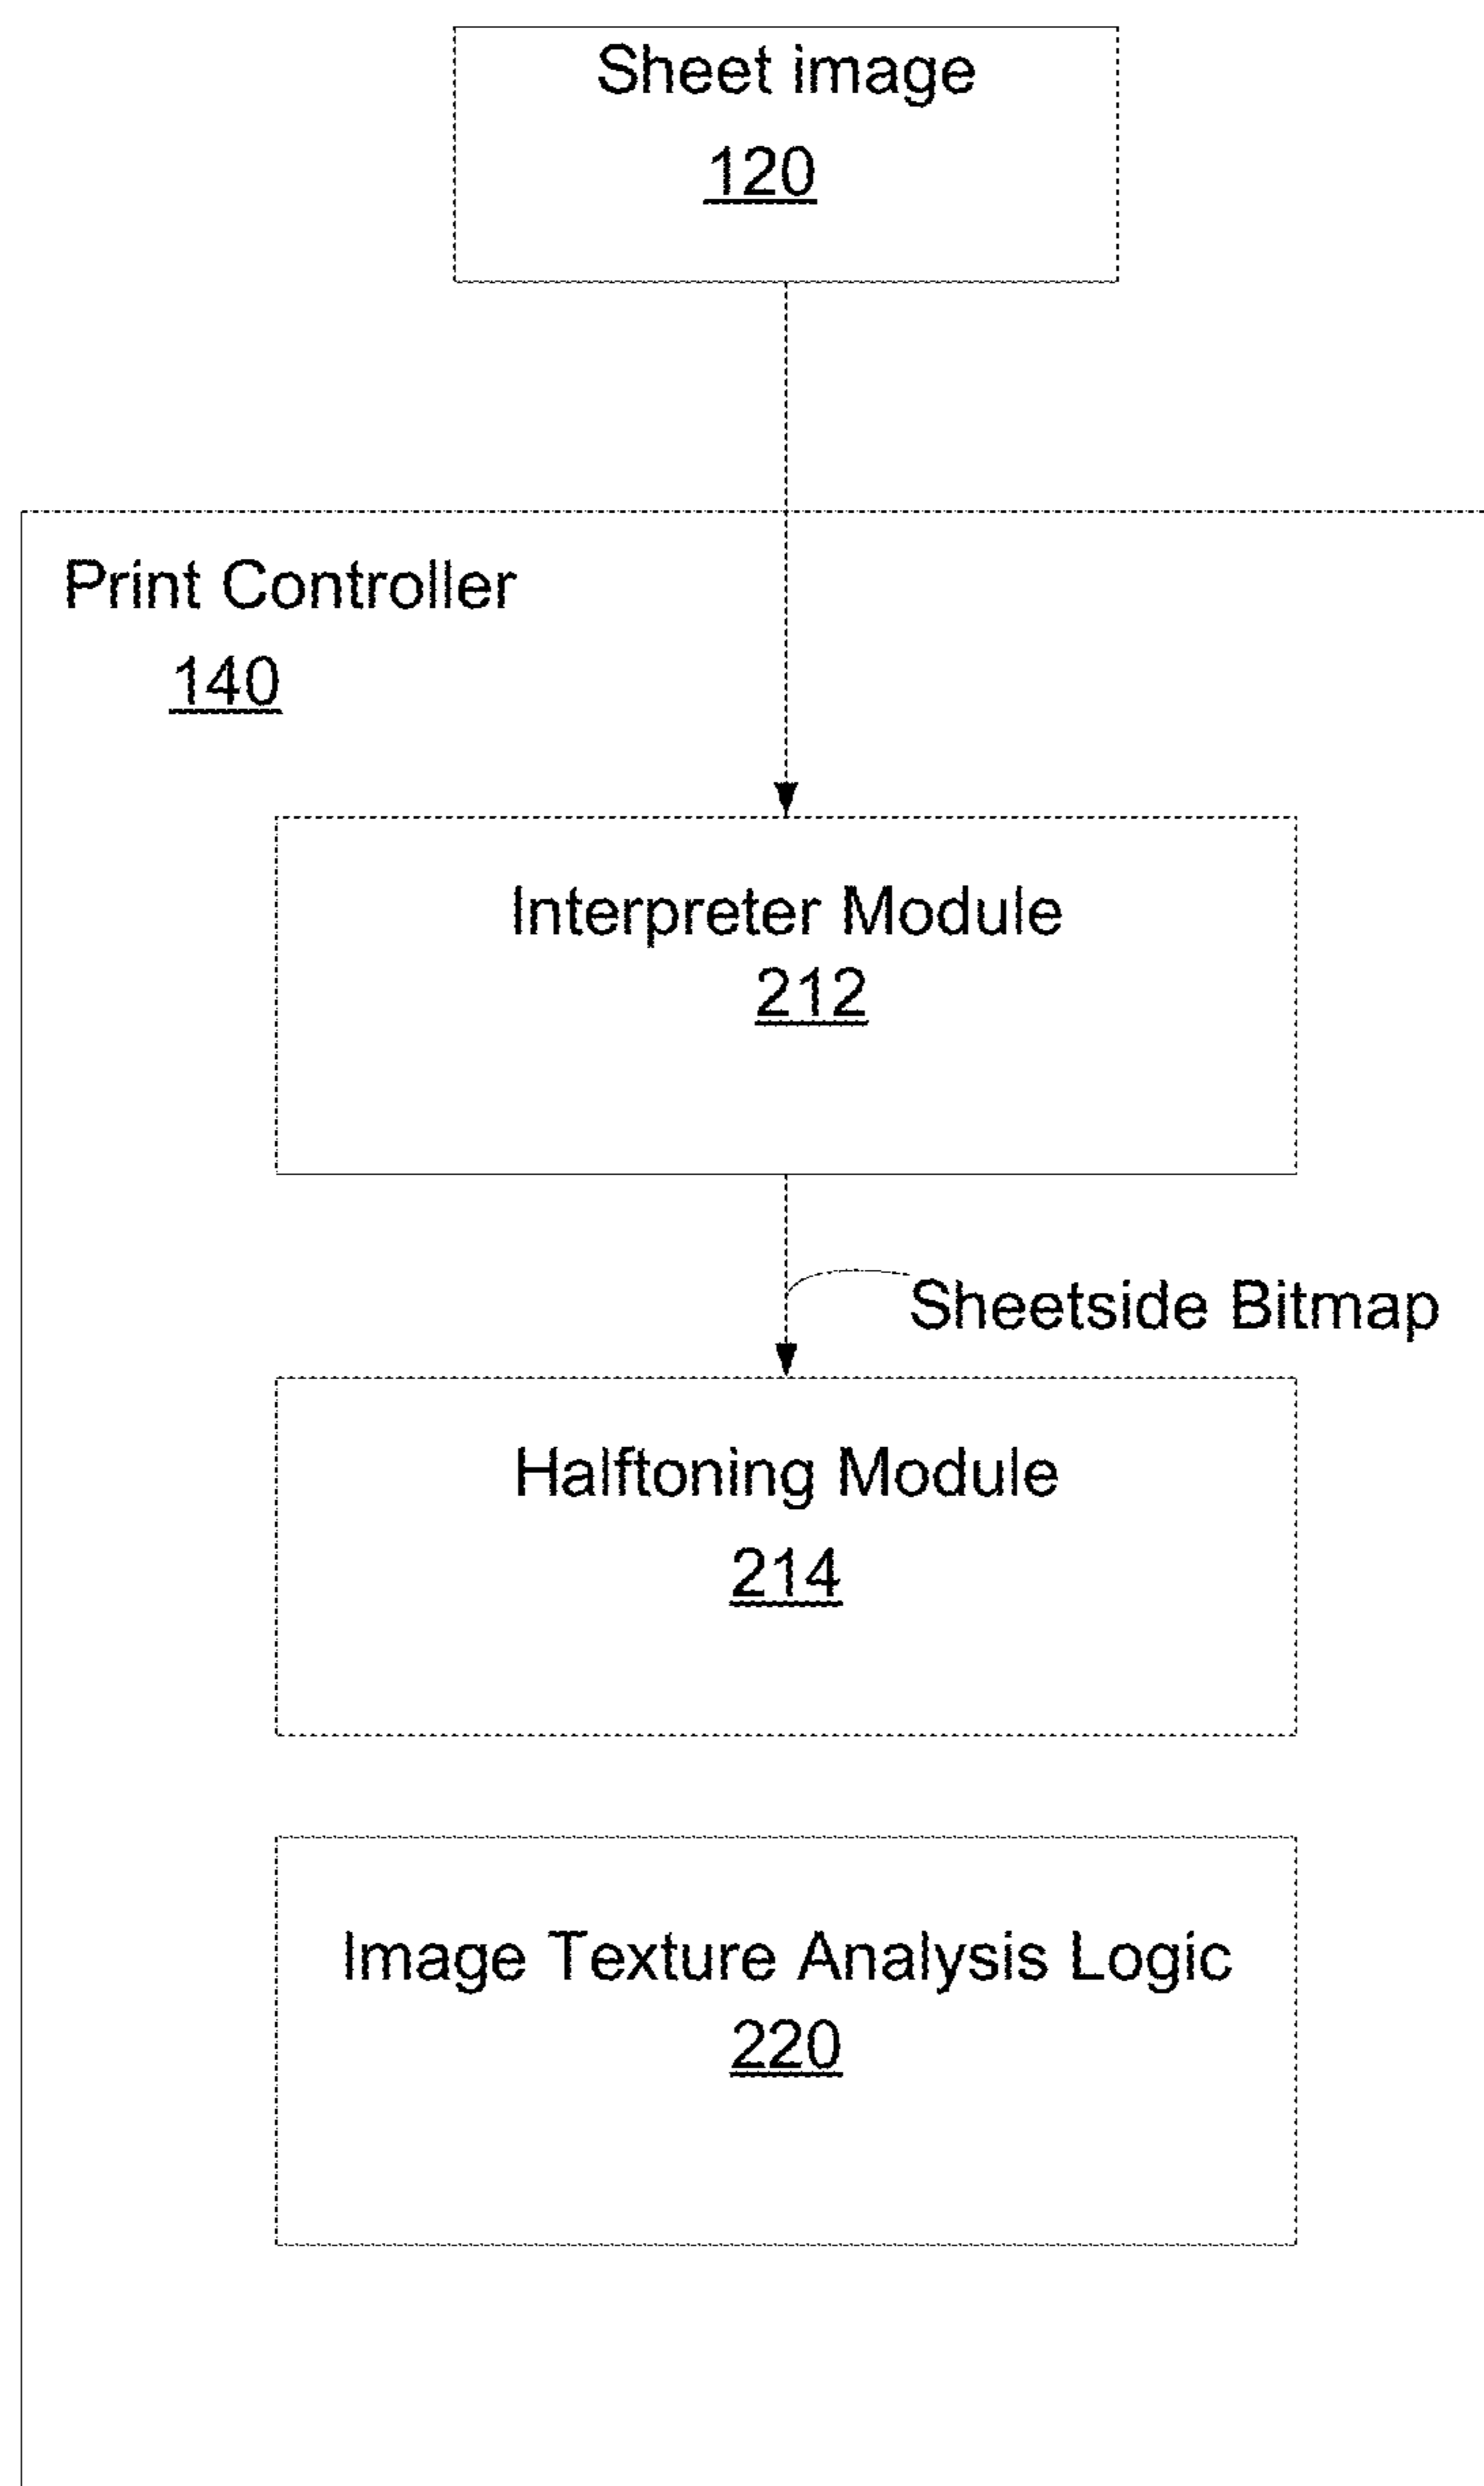 Sheet image
120
Print Controller
140
Interpreter Module
212
Sheetside Bitmap
Halftoning Module
214
Image Texture Analysis Logic
220